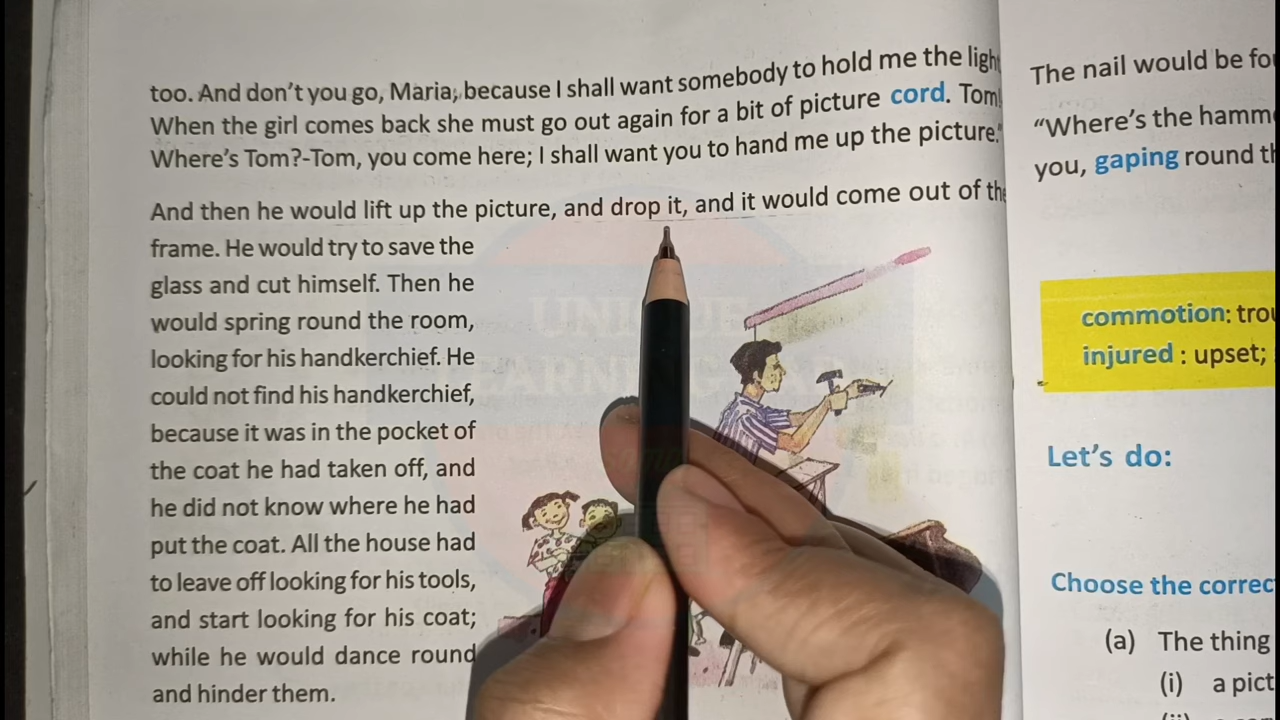 too. And don't you go, Maria; because I shall want somebody to hold me the light
When the girl comes back she must go out again for a bit of picture cord. Tom!
Where's Tom?-Tom, you come here; I shall want you to hand me up the picture."
And then he would lift up the picture, and drop it, and it would come out of the
frame. He would try to save the
glass and cut himself. Then he
would spring round the room,
looking for his handkerchief. He
could not find his handkerchief,
because it was in the pocket of
the coat he had taken off, and
he did not know where he had
put the coat. All the house had
to leave off looking for his tools,
and start looking for his coat;
while he would dance round
and hinder them.
The nail would be fo
"Where's the hamm
you, gaping round th
commotion: trou
injured : upset;
Let's do:
Choose the correc
(a) The thing
(i) a pict
UNIQUE